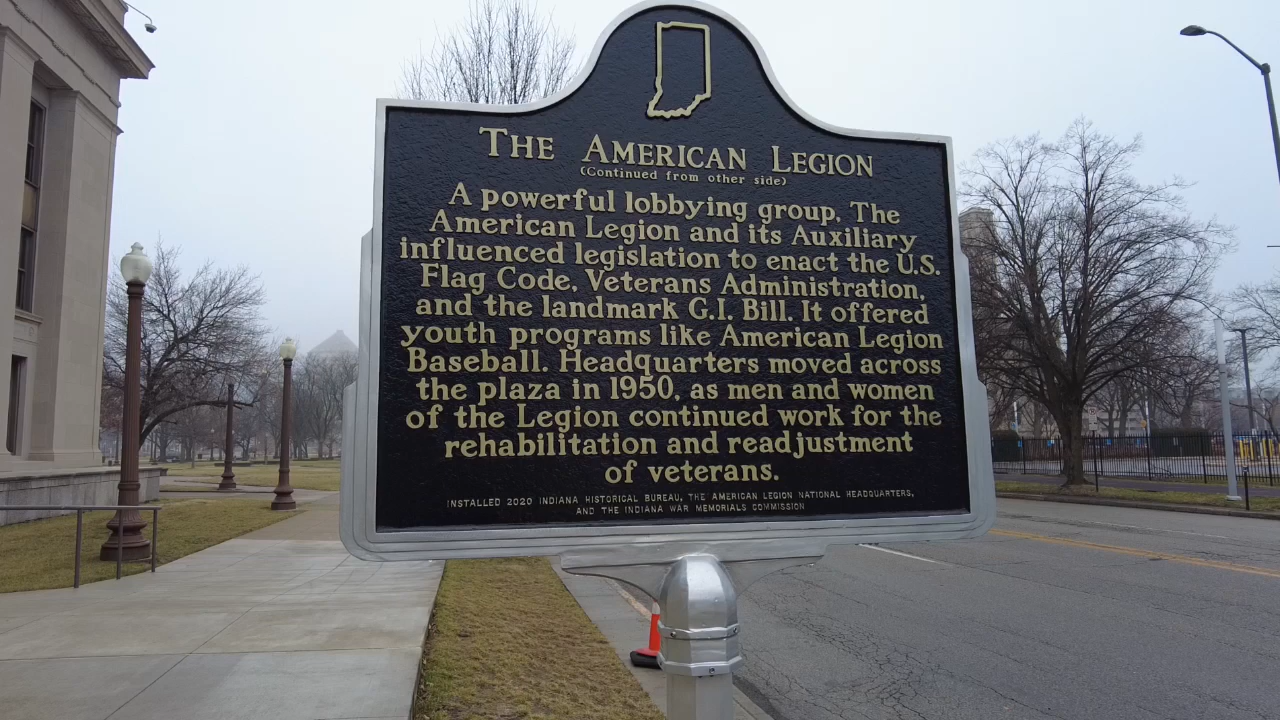 THE AMERICAN LEGION
(Continued from other side)
A powerful lobbying group, The
American Legion and its Auxiliary
influenced legislation to enact the U.S.
Flag Code, Veterans Administration,
and the landmark G.I. Bill. It offered
youth programs like American Legion
Baseball. Headquarters moved across
the plaza in 1950, as men and women
of the Legion continued work for the
rehabilitation and readjustment
of veterans.
INSTALLED 2020 INDIANA HISTORICAL BUREAU, THE AMERICAN LEGION NATIONAL HEADQUARTERS,
AND THE INDIANA WAR MEMORIALS COMMISSION